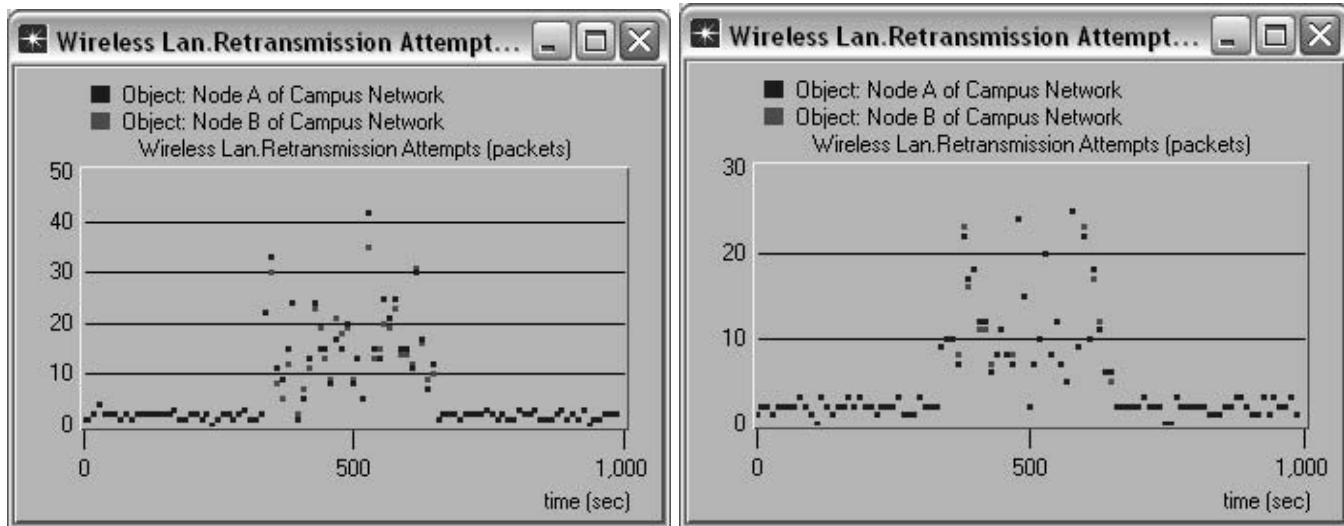 Wireless Lan.Retransmission Attempt...
Object: Node A of Campus Network
Object: Node B of Campus Network
Wireless Lan.Retransmission Attempts (packets)
50
40
30
20
10
0
0 500 1,000
time (sec)
Wireless Lan.Retransmission Attempt...
Object: Node A of Campus Network
Object: Node B of Campus Network
Wireless Lan.Retransmission Attempts (packets)
30
20
10
0
0 500 1,000
time (sec)